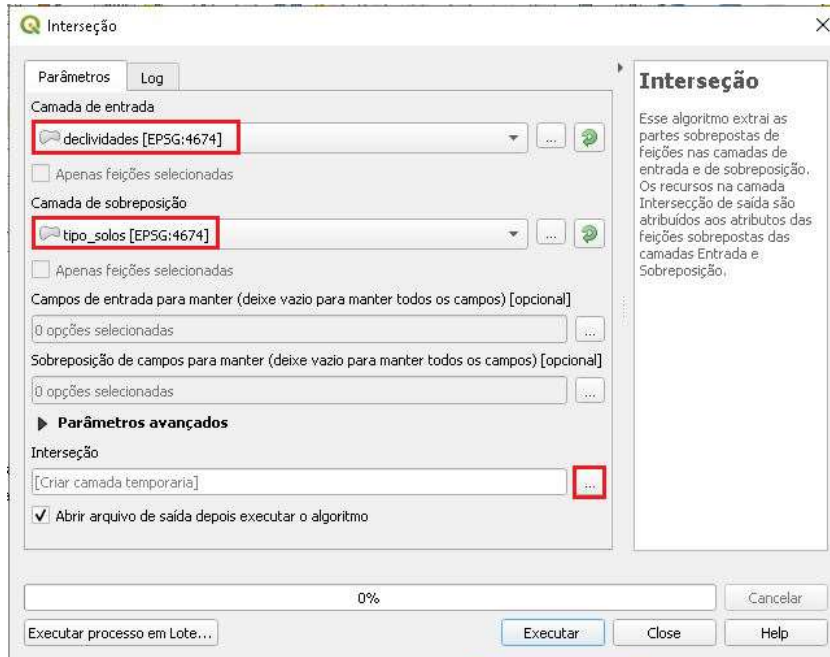 Interseção
Parâmetros Log
Camada de entrada
declividades [EPSG:4674]
...
Apenas feições selecionadas
Camada de sobreposição
tipo_solos [EPSG:4674]
...
Apenas feições selecionadas
Campos de entrada para manter (deixe vazio para manter todos os campos) [opcional]
0 opções selecionadas
...
Sobreposição de campos para manter (deixe vazio para manter todos os campos) [opcional]
0 opções selecionadas
...
Parâmetros avançados
Interseção
[Criar camada temporaria]
...
Abrir arquivo de saída depois executar o algoritmo
Interseção
Esse algoritmo extrai as
partes sobrepostas de
feições nas camadas de
entrada e de sobreposição.
Os recursos na camada
Intersecção de saída são
atribuídos aos atributos das
feições sobrepostas das
camadas Entrada e
Sobreposição.
0%
Cancelar
Executar processo em Lote...
Executar
Close
Help